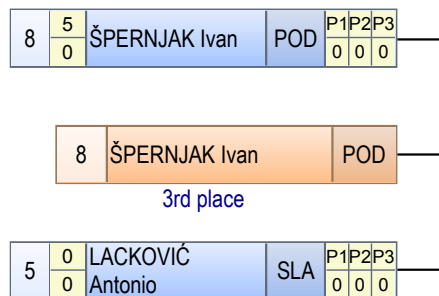 8 5 0 ŠPERNJAK Ivan POD P1 P2 P3 0 0 0
8 ŠPERNJAK Ivan POD
3rd place
5 0 0 LACKOVIĆ Antonio SLA P1 P2 P3 0 0 0